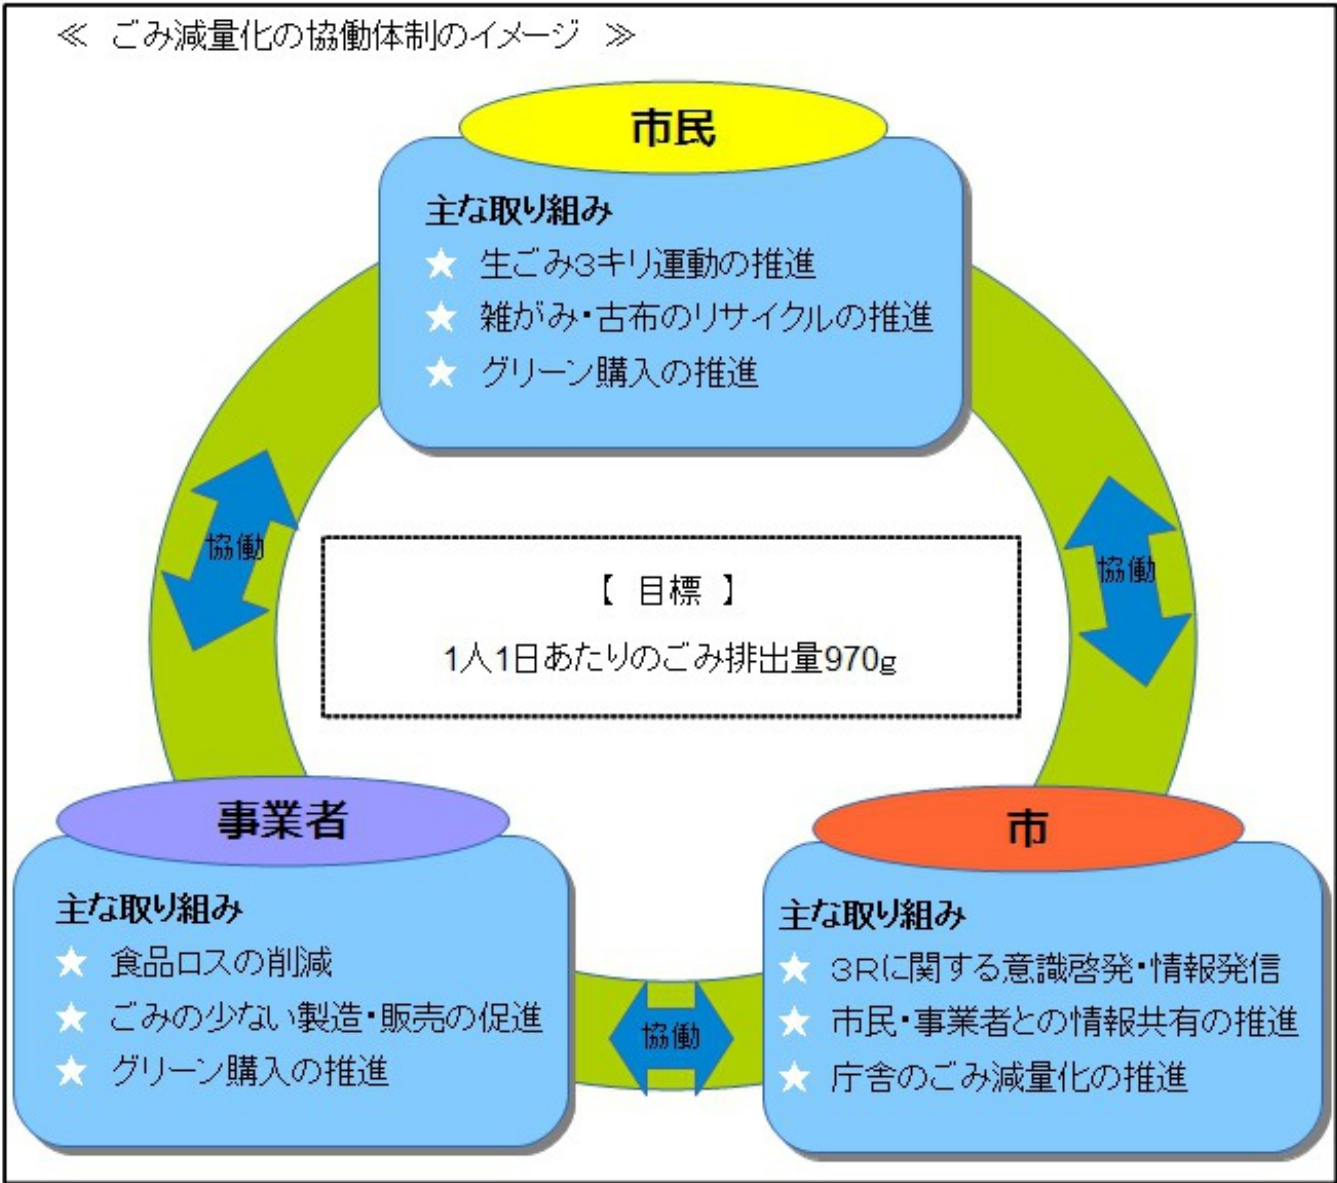 ≪ ごみ減量化の協働体制のイメージ ≫
市民
主な取り組み
★ 生ごみ3キリ運動の推進
★ 雑がみ・古布のリサイクルの推進
★ グリーン購入の推進
協働
協働
【 目標 】
1人1日あたりのごみ排出量970g
事業者
主な取り組み
★ 食品ロスの削減
★ ごみの少ない製造・販売の促進
★ グリーン購入の推進
協働
市
主な取り組み
★ 3Rに関する意識啓発・情報発信
★ 市民・事業者との情報共有の推進
★ 庁舎のごみ減量化の推進